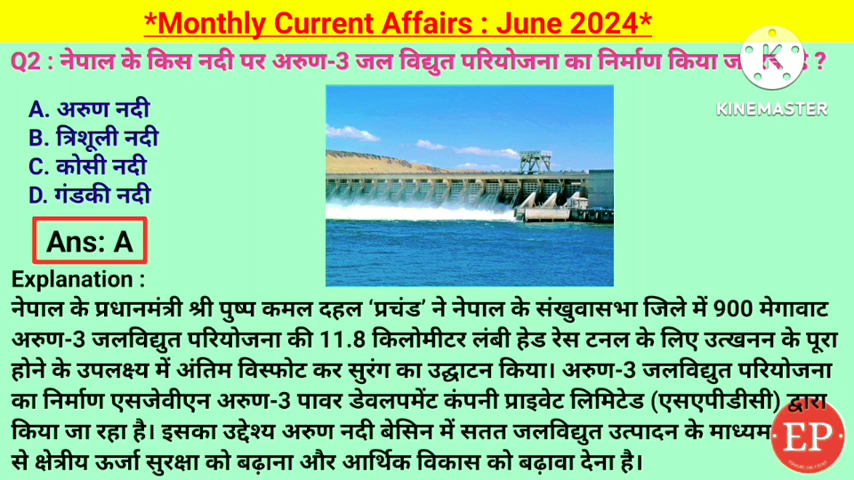 *Monthly Current Affairs : June 2024*
Q2 : नेपाल के किस नदी पर अरुण-3 जल विद्युत परियोजना का निर्माण किया है ?
KINEMASTER
A. अरुण नदी
B. त्रिशूली नदी
C. कोसी नदी
D. गंडकी नदी
Ans: A
Explanation :
नेपाल के प्रधानमंत्री श्री पुष्प कमल दहल ‘प्रचंड’ ने नेपाल के संखुवासभा जिले में 900 मेगावाट
अरुण-3 जलविद्युत परियोजना की 11.8 किलोमीटर लंबी हेड रेस टनल के लिए उत्खनन के पूरा
होने के उपलक्ष्य में अंतिम विस्फोट कर सुरंग का उद्घाटन किया। अरुण-3 जलविद्युत परियोजना
का निर्माण एसजेवीएन अरुण-3 पावर डेवलपमेंट कंपनी प्राइवेट लिमिटेड (एसएपीडीसी) द्वारा
किया जा रहा है। इसका उद्देश्य अरुण नदी बेसिन में सतत जलविद्युत उत्पादन के माध्यम
से क्षेत्रीय ऊर्जा सुरक्षा को बढ़ाना और आर्थिक विकास को बढ़ावा देना है।
EP